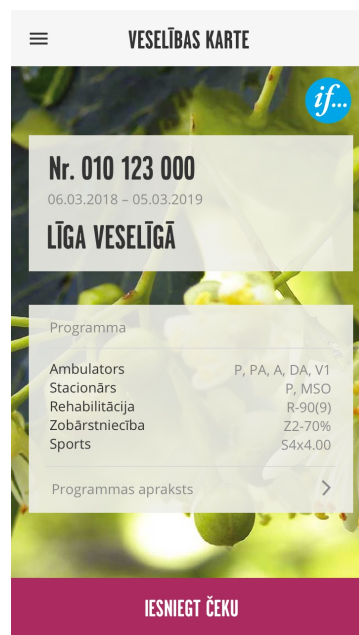 VESELĪBAS KARTE
if...
Nr. 010 123 000
06.03.2018 – 05.03.2019
LĪGA VESELĪGĀ
Programma
Ambulators P, PA, A, DA, V1
Stacionārs P, MSO
Rehabilitācija R-90(9)
Zobārstniecība Z2-70%
Sports S4x4.00
Programmas apraksts
IESNIEGT ČEKU